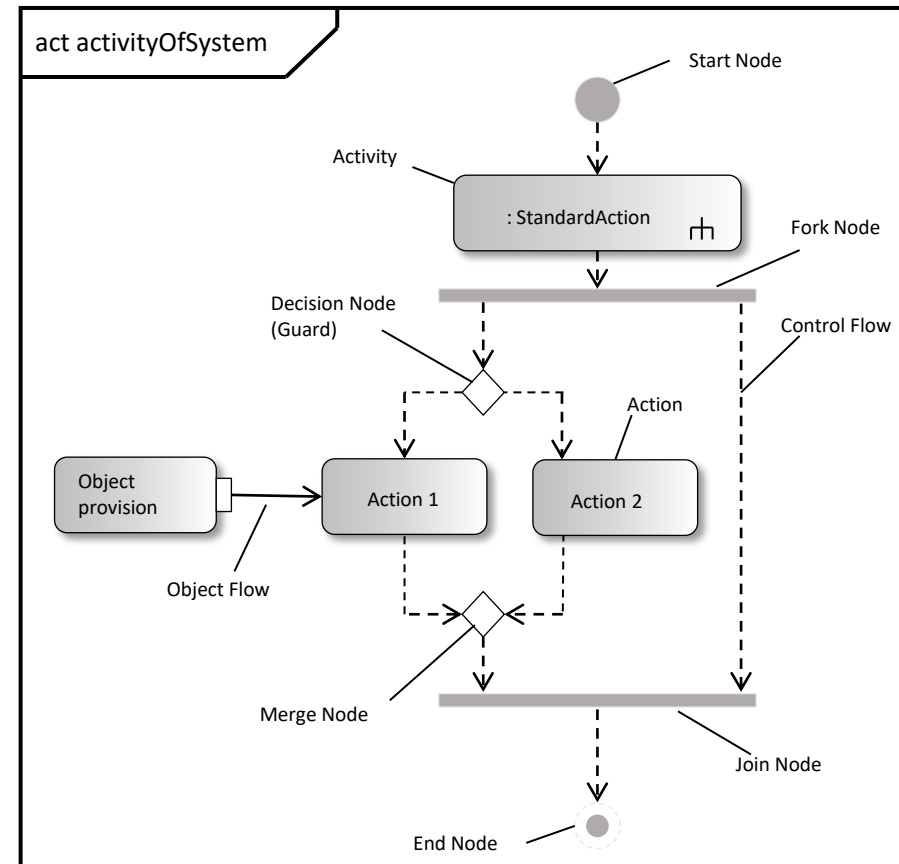 act activityOfSystem
Start Node
Activity
: StandardAction
Fork Node
Decision Node
(Guard)
Control Flow
Action
Object
provision
Action 1
Action 2
Object Flow
Merge Node
Join Node
End Node